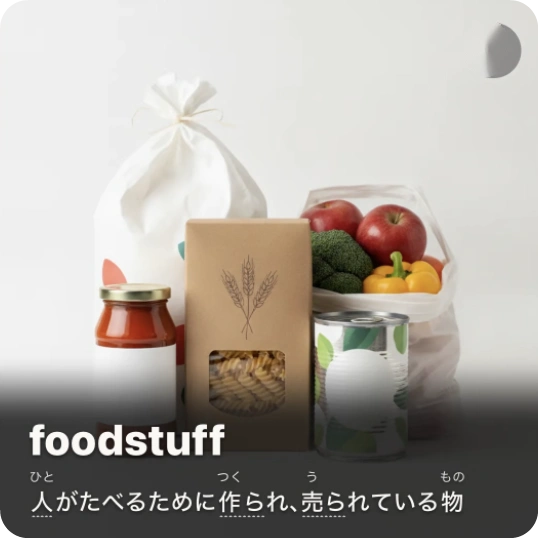 foodstuff
ひと つく う もの
人がたべるために作られ、売られている物